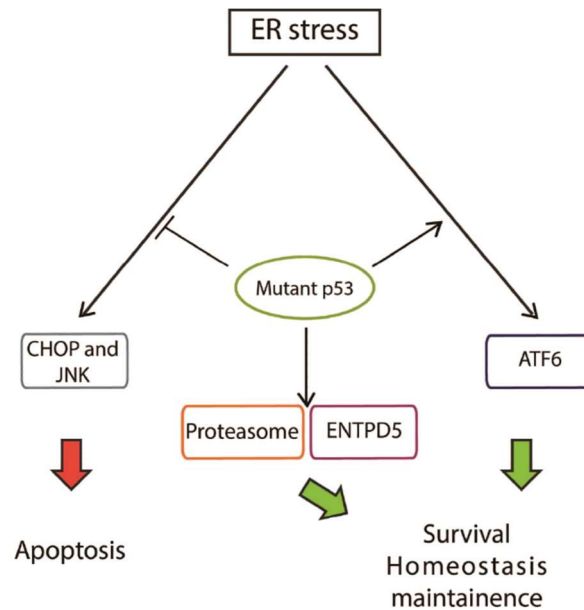 ER stress
Mutant p53
CHOP and
JNK
ATF6
Proteasome
ENTPD5
Apoptosis
Survival
Homeostasis
maintainence